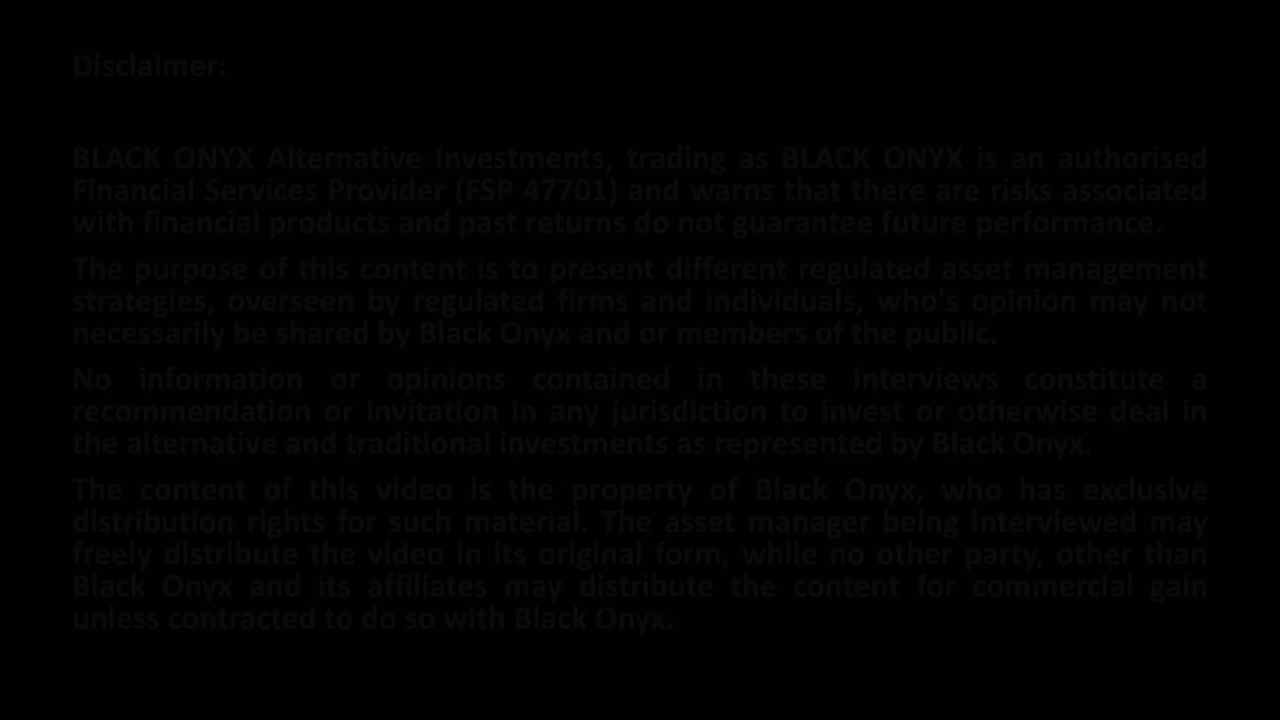 Disclaimer:
BLACK ONYX Alternative Investments, trading as BLACK ONYX is an authorised
Financial Services Provider (FSP 47701) and warns that there are risks associated
with financial products and past returns do not guarantee future performance.
The purpose of this content is to present different regulated asset management
strategies, overseen by regulated firms and individuals, who's opinion may not
necessarily be shared by Black Onyx and or members of the public.
No information or opinions contained in these interviews constitute a
recommendation or invitation in any jurisdiction to invest or otherwise deal in
the alternative and traditional investments as represented by Black Onyx.
The content of this video is the property of Black Onyx, who has exclusive
distribution rights for such material. The asset manager being interviewed may
freely distribute the video in its original form, while no other party, other than
Black Onyx and its affiliates may distribute the content for commercial gain
unless contracted to do so with Black Onyx.